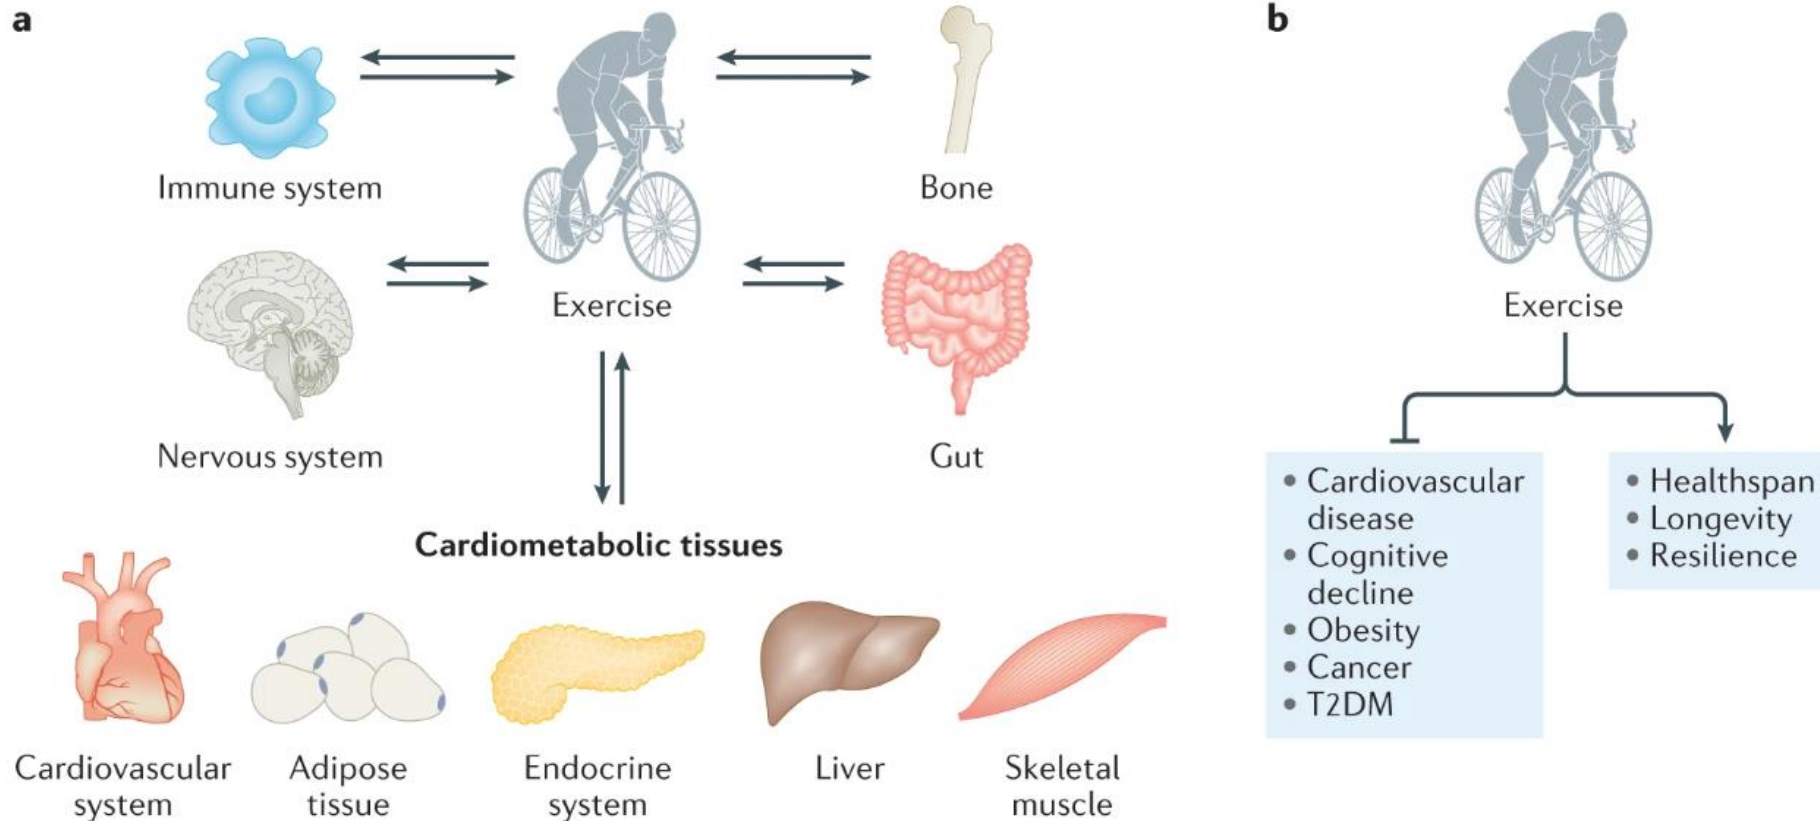 a
Immune system
Bone
Nervous system
Exercise
Gut
Cardiometabolic tissues
Cardiovascular
system
Adipose
tissue
Endocrine
system
Liver
Skeletal
muscle
b
Exercise
• Cardiovascular
disease
• Cognitive
decline
• Obesity
• Cancer
• T2DM
• Healthspan
• Longevity
• Resilience